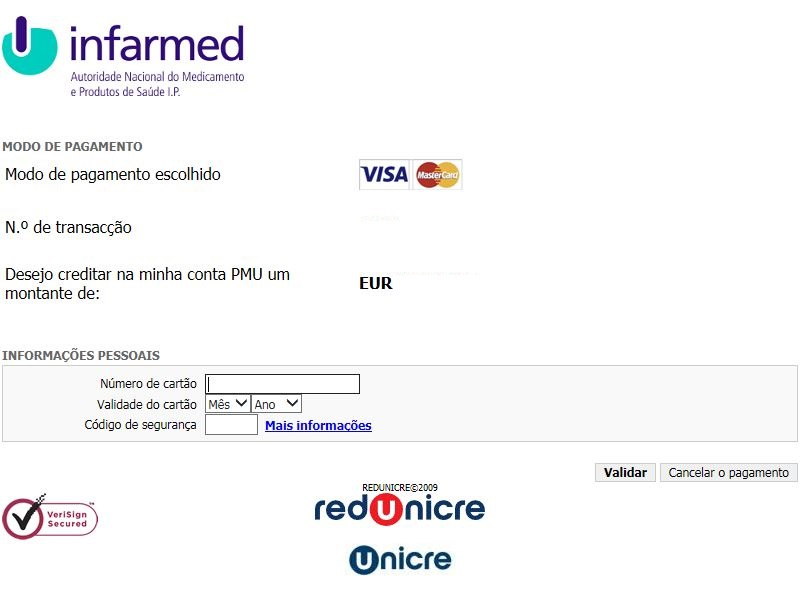 infarmed
Autoridade Nacional do Medicamento
e Produtos de Saúde I.P.
MODO DE PAGAMENTO
Modo de pagamento escolhido
VISA MasterCard
N.º de transacção
Desejo creditar na minha conta PMU um
montante de:
EUR
INFORMAÇÕES PESSOAIS
Número de cartão
Validade do cartão Mês Ano
Código de segurança Mais informações
Validar Cancelar o pagamento
REDUNICRE©2009
redunicre
VeriSign™
Secured
Unicre